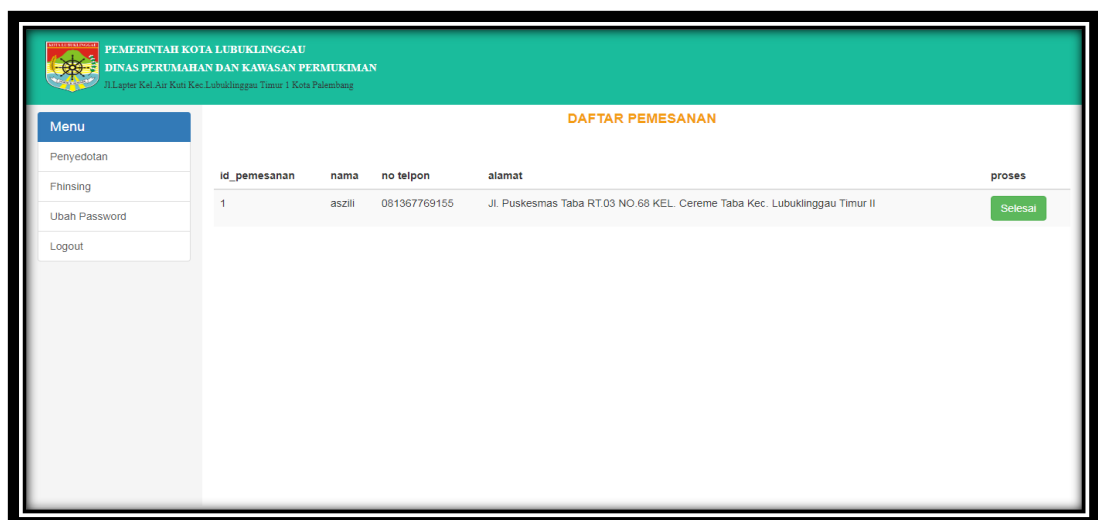 KOTA LUBUKLINGGAU
PEMERINTAH KOTA LUBUKLINGGAU
DINAS PERUMAHAN DAN KAWASAN PERMUKIMAN
Jl.Lapter Kel.Air Kuti Kec.Lubuklinggau Timur 1 Kota Palembang
Menu
Penyedotan
Fhinsing
Ubah Password
Logout
DAFTAR PEMESANAN
id_pemesanan nama no telpon alamat proses
1 aszili 081367769155 Jl. Puskesmas Taba RT.03 NO.68 KEL. Cereme Taba Kec. Lubuklinggau Timur II Selesai